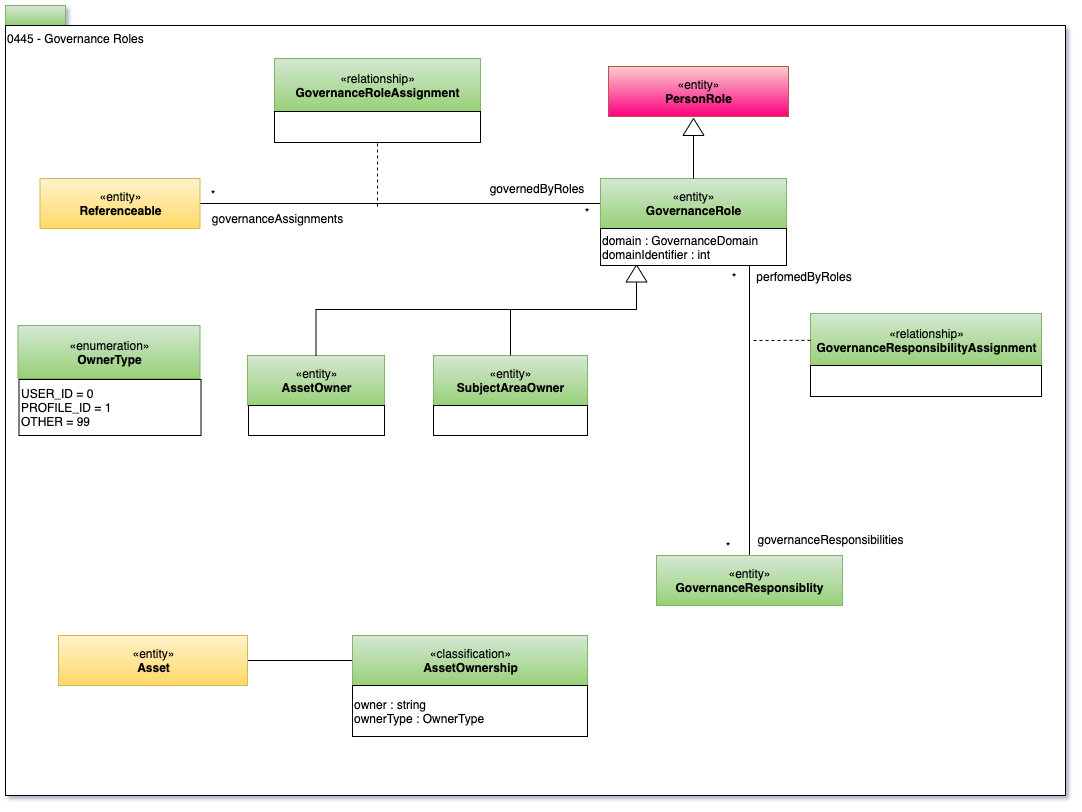 0445 - Governance Roles
«relationship»
GovernanceRoleAssignment
«entity»
PersonRole
«entity»
Referenceable
*
governanceAssignments
governedByRoles
*
«entity»
GovernanceRole
domain : GovernanceDomain
domainIdentifier : int
*
perfomedByRoles
«relationship»
GovernanceResponsibilityAssignment
«enumeration»
OwnerType
USER_ID = 0
PROFILE_ID = 1
OTHER = 99
«entity»
AssetOwner
«entity»
SubjectAreaOwner
*
governanceResponsibilities
«entity»
GovernanceResponsiblity
«entity»
Asset
«classification»
AssetOwnership
owner : string
ownerType : OwnerType